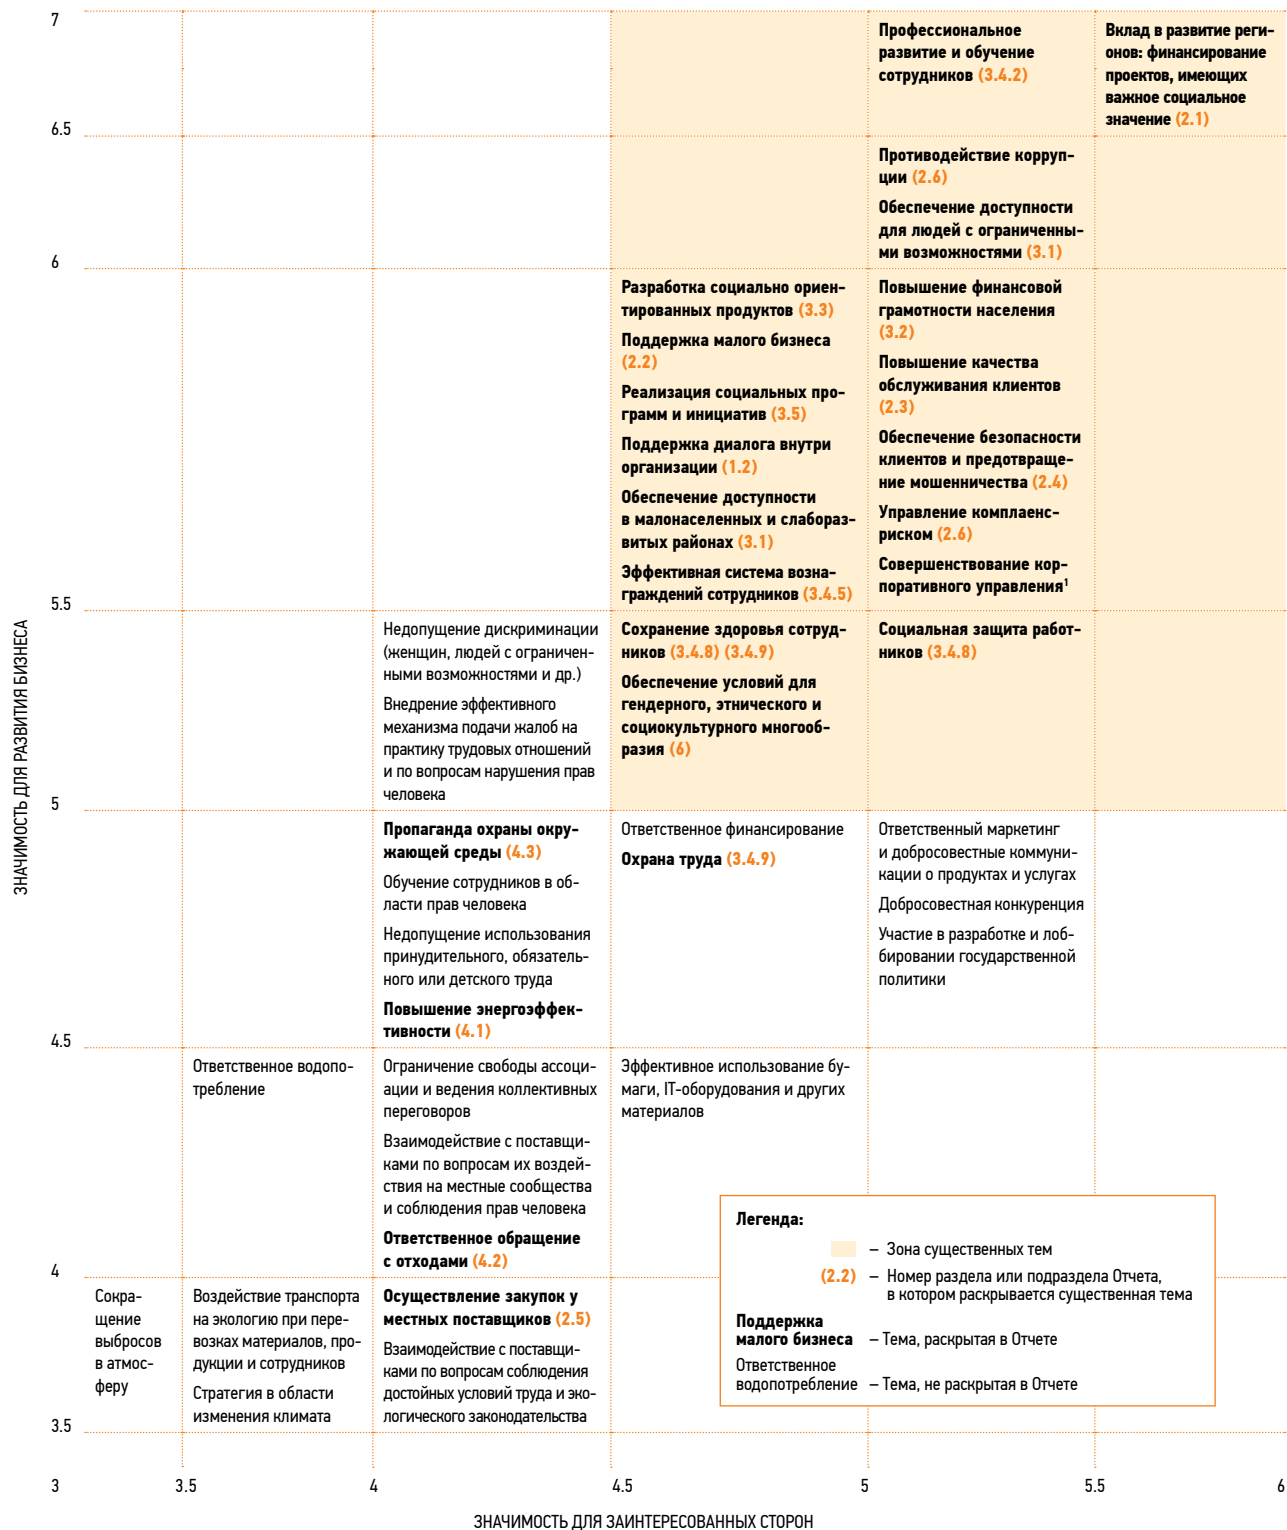 7
Профессиональное
развитие и обучение
сотрудников (3.4.2)
Вклад в развитие реги-
онов: финансирование
проектов, имеющих
важное социальное
значение (2.1)
6.5
Противодействие корруп-
ции (2.6)
Обеспечение доступности
для людей с ограниченны-
ми возможностями (3.1)
6
Разработка социально ориен-
тированных продуктов (3.3)
Поддержка малого бизнеса
(2.2)
Реализация социальных про-
грамм и инициатив (3.5)
Поддержка диалога внутри
организации (1.2)
Обеспечение доступности
в малонаселенных и слабораз-
витых районах (3.1)
Эффективная система возна-
граждений сотрудников (3.4.5)
Повышение финансовой
грамотности населения
(3.2)
Повышение качества
обслуживания клиентов
(2.3)
Обеспечение безопасности
клиентов и предотвраще-
ние мошенничества (2.4)
Управление комплаенс-
риском (2.6)
Совершенствование кор-
поративного управления¹
5.5
Недопущение дискриминации
(женщин, людей с ограничен-
ными возможностями и др.)
Внедрение эффективного
механизма подачи жалоб на
практику трудовых отношений
и по вопросам нарушения прав
человека
Сохранение здоровья сотруд-
ников (3.4.8) (3.4.9)
Обеспечение условий для
гендерного, этнического и
социокультурного многооб-
разия (6)
Социальная защита работ-
ников (3.4.8)
5
Пропаганда охраны окру-
жающей среды (4.3)
Обучение сотрудников в об-
ласти прав человека
Недопущение использования
принудительного, обязатель-
ного или детского труда
Повышение энергоэффек-
тивности (4.1)
Ответственное финансирование
Охрана труда (3.4.9)
Ответственный маркетинг
и добросовестные коммуни-
кации о продуктах и услугах
Добросовестная конкуренция
Участие в разработке и лоб-
бировании государственной
политики
4.5
Ответственное водопо-
требление
Ограничение свободы ассоци-
ации и ведения коллективных
переговоров
Взаимодействие с поставщи-
ками по вопросам их воздей-
ствия на местные сообщества
и соблюдения прав человека
Ответственное обращение
с отходами (4.2)
Эффективное использование бу-
маги, IT-оборудования и других
материалов
4
Сокра-
щение
выбросов
в атмос-
феру
Воздействие транспорта
на экологию при пере-
возках материалов, про-
дукции и сотрудников
Стратегия в области
изменения климата
Осуществление закупок у
местных поставщиков (2.5)
Взаимодействие с поставщи-
ками по вопросам соблюдения
достойных условий труда и эко-
логического законодательства
Легенда:
– Зона существенных тем
(2.2) – Номер раздела или подраздела Отчета,
в котором раскрывается существенная тема
Поддержка
малого бизнеса – Тема, раскрытая в Отчете
Ответственное
водопотребление – Тема, не раскрытая в Отчете
3.5
3 3.5 4 4.5 5 5.5 6
ЗНАЧИМОСТЬ ДЛЯ РАЗВИТИЯ БИЗНЕСА
ЗНАЧИМОСТЬ ДЛЯ ЗАИНТЕРЕСОВАННЫХ СТОРОН